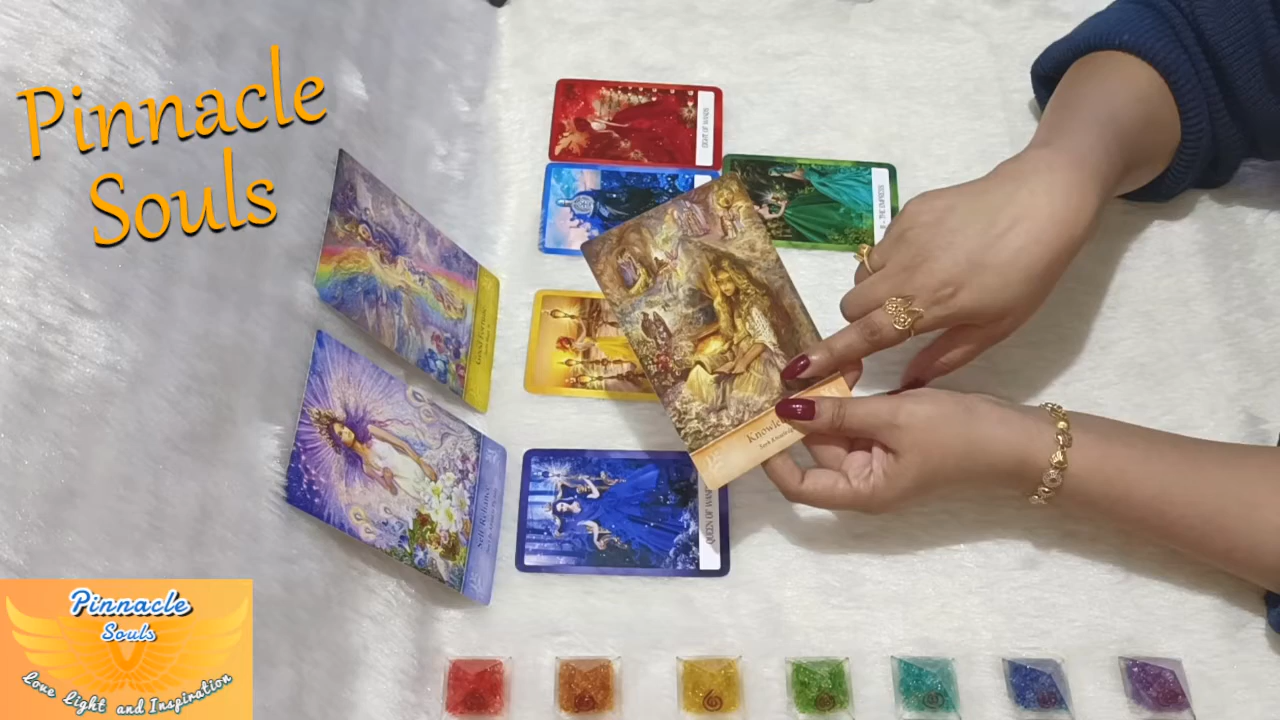 Pinnacle
Souls
EIGHT OF WANDS
THE EMPRESS
Good Fortune
Self-Reliance
QUEEN OF WAND
Pinnacle
Souls
Love Light and Inspiration